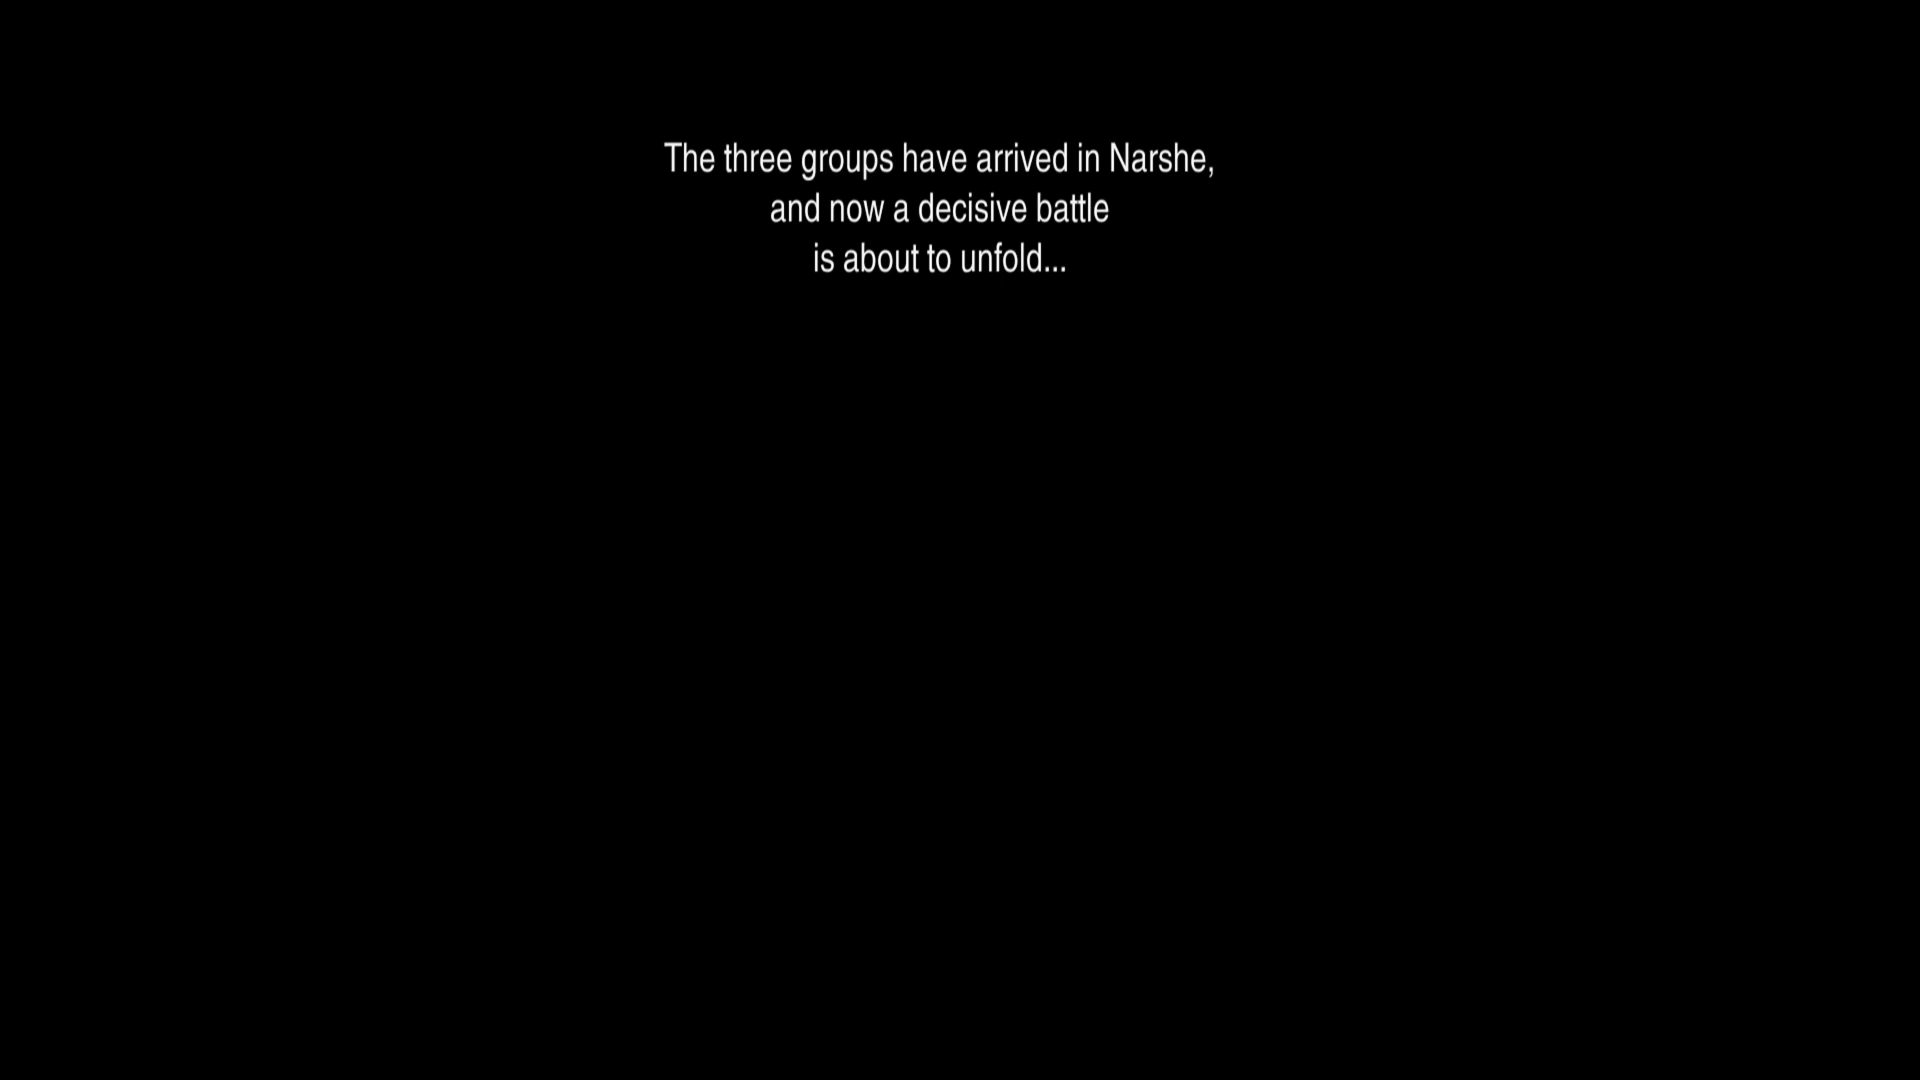 The three groups have arrived in Narshe,
and now a decisive battle
is about to unfold...